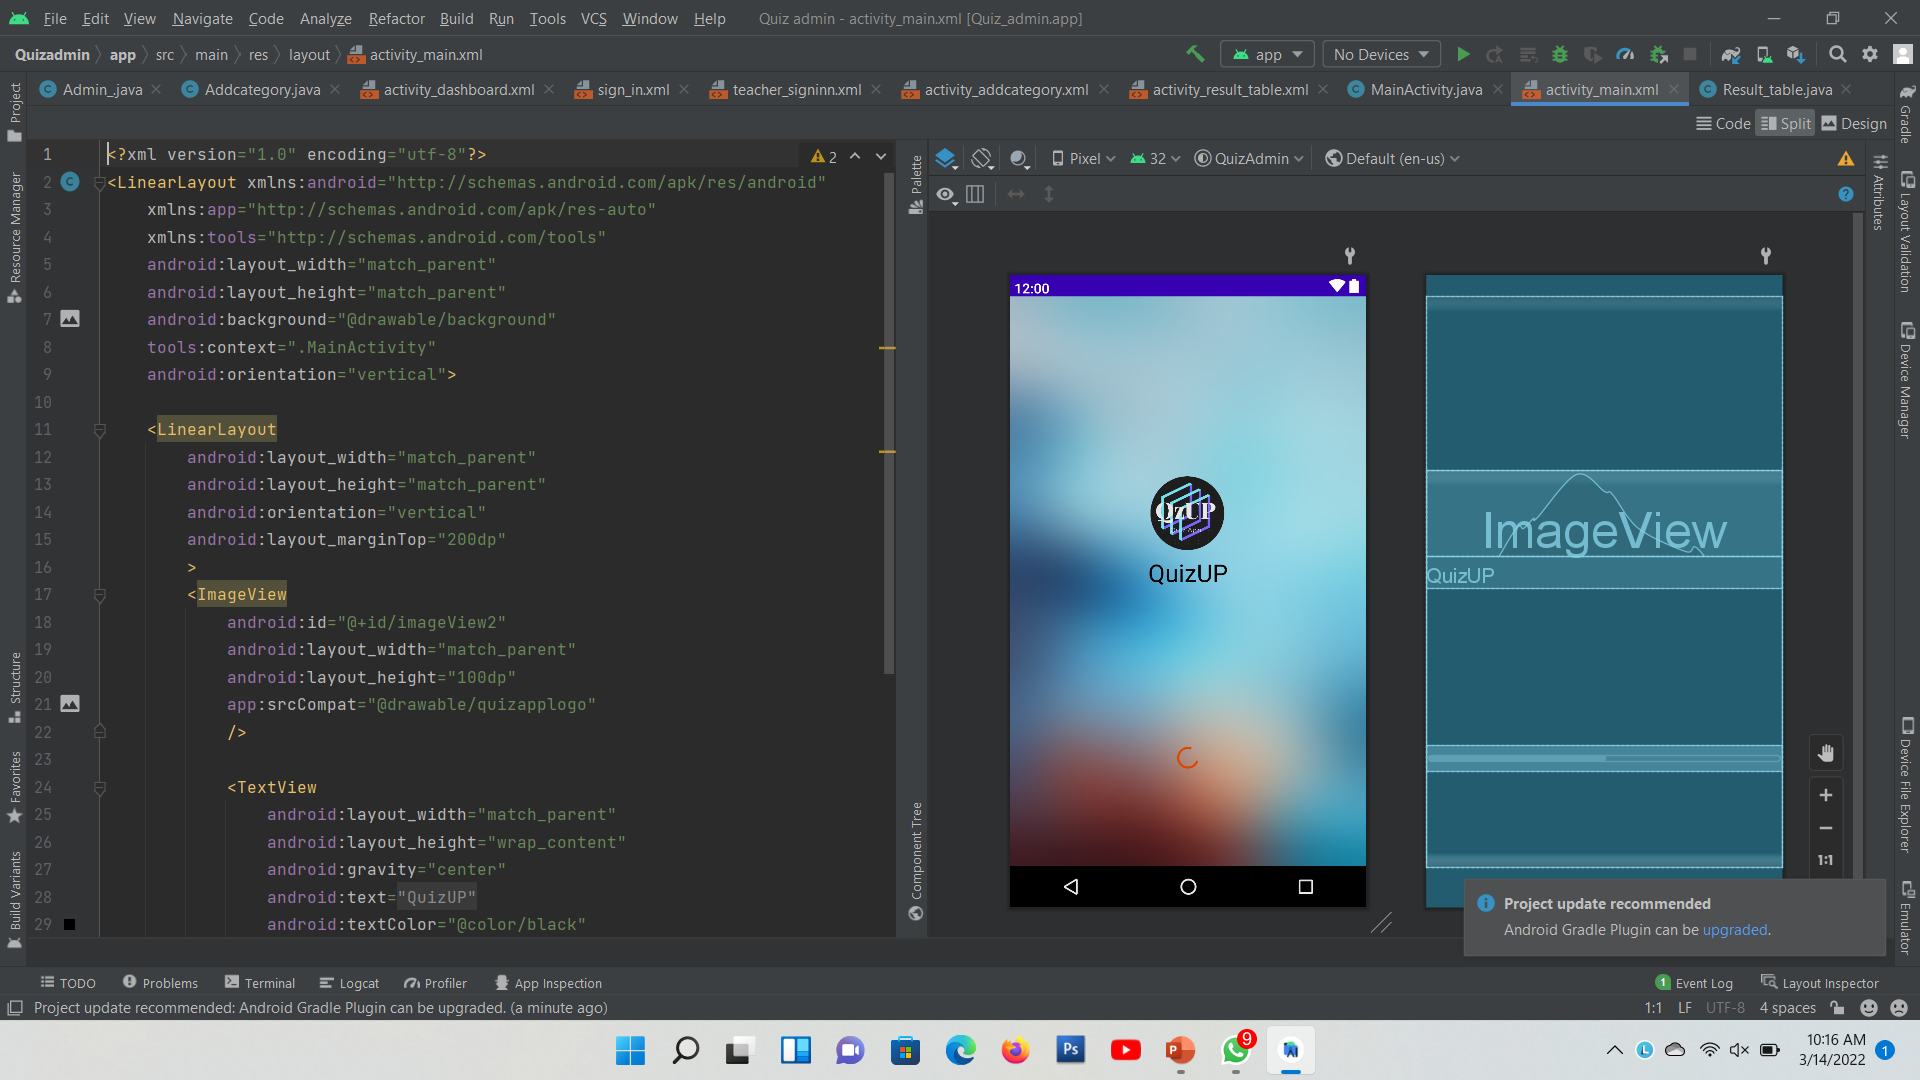 File Edit View Navigate Code Analyze Refactor Build Run Tools VCS Window Help Quiz admin - activity_main.xml [Quiz_admin.app]
Quizadmin app src main res layout activity_main.xml app No Devices
Admin_.java Addcategory.java activity_dashboard.xml sign_in.xml teacher_signinn.xml activity_addcategory.xml activity_result_table.xml MainActivity.java activity_main.xml Result_table.java
Code Split Design
Project
Resource Manager
Structure
Favorites
Build Variants
1 <?xml version="1.0" encoding="utf-8"?>
2 <LinearLayout xmlns:android="http://schemas.android.com/apk/res/android"
3 xmlns:app="http://schemas.android.com/apk/res-auto"
4 xmlns:tools="http://schemas.android.com/tools"
5 android:layout_width="match_parent"
6 android:layout_height="match_parent"
7 android:background="@drawable/background"
8 tools:context=".MainActivity"
9 android:orientation="vertical">
10
11 <LinearLayout
12 android:layout_width="match_parent"
13 android:layout_height="match_parent"
14 android:orientation="vertical"
15 android:layout_marginTop="200dp"
16 >
17 <ImageView
18 android:id="@+id/imageView2"
19 android:layout_width="match_parent"
20 android:layout_height="100dp"
21 app:srcCompat="@drawable/quizapplogo"
22 />
23
24 <TextView
25 android:layout_width="match_parent"
26 android:layout_height="wrap_content"
27 android:gravity="center"
28 android:text="QuizUP"
29 android:textColor="@color/black"
2
Palette
Component Tree
Pixel 32 QuizAdmin Default (en-us)
12:00
QzUP
QuizUP
ImageView
QuizUP
1:1
Attributes
Gradle
Layout Validation
Device Manager
Device File Explorer
Emulator
Project update recommended
Android Gradle Plugin can be upgraded.
TODO Problems Terminal Logcat Profiler App Inspection 1 Event Log Layout Inspector
Project update recommended: Android Gradle Plugin can be upgraded. (a minute ago) 1:1 LF UTF-8 4 spaces
Ps P 9 L 10:16 AM
3/14/2022 1